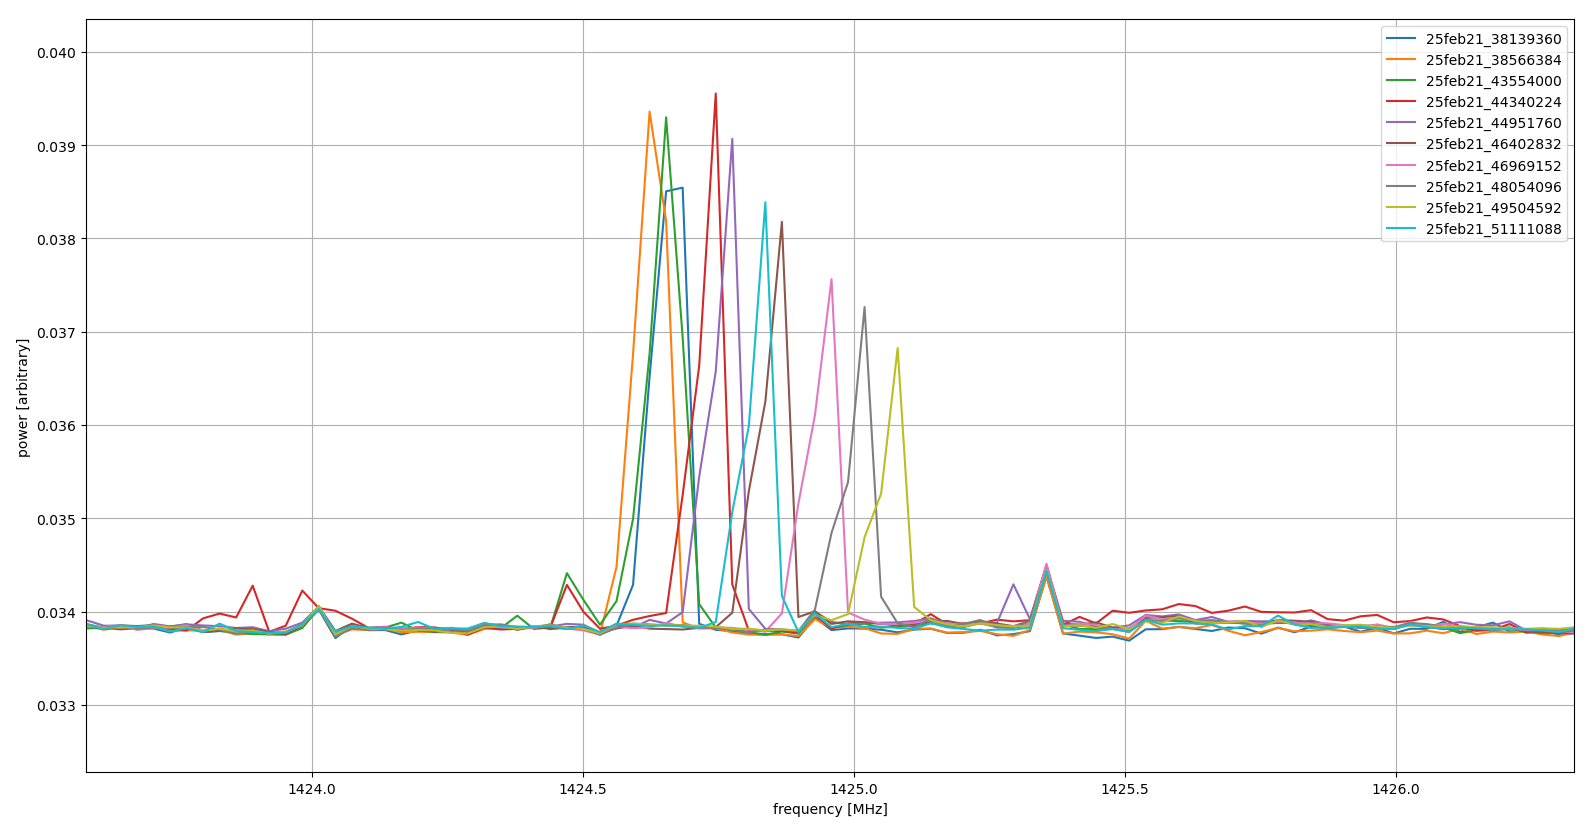 0.040
0.039
0.038
0.037
0.036
0.035
0.034
0.033
power [arbitrary]
1424.0
1424.5
1425.0
1425.5
1426.0
frequency [MHz]
25feb21_38139360
25feb21_38566384
25feb21_43554000
25feb21_44340224
25feb21_44951760
25feb21_46402832
25feb21_46969152
25feb21_48054096
25feb21_49504592
25feb21_51111088